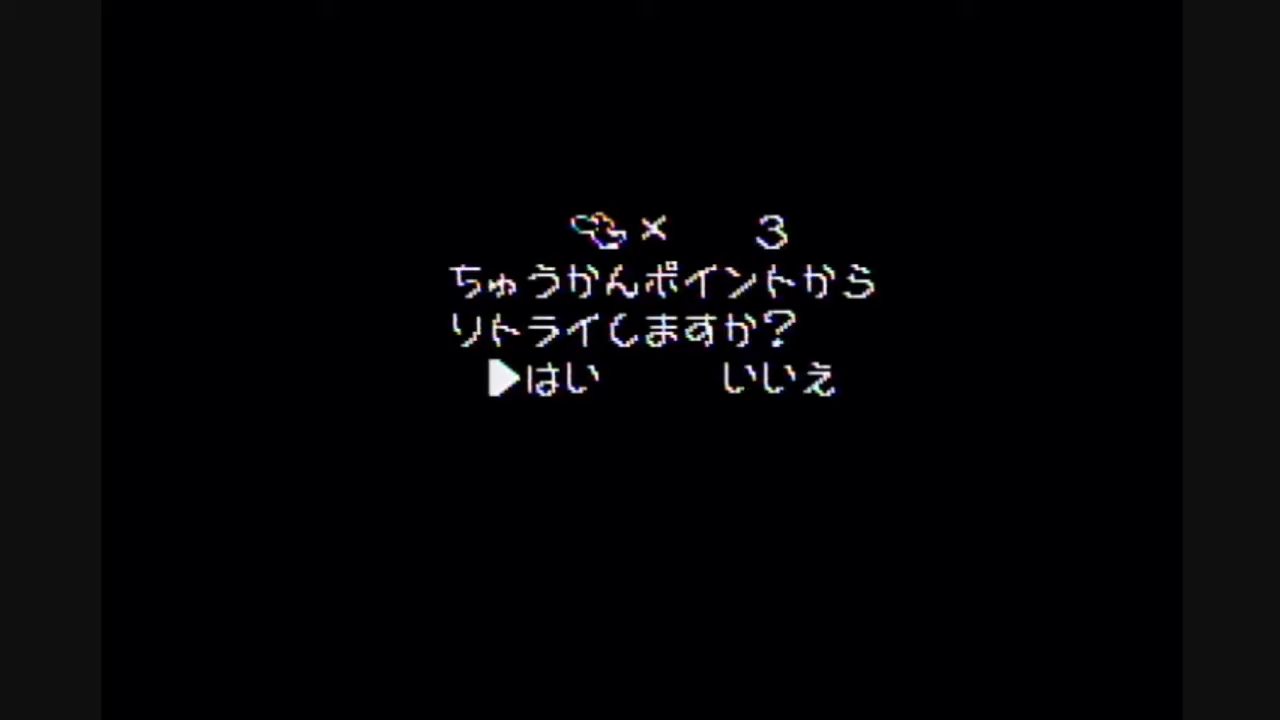 × 3
ちゅうかんポイントから
リトライしますか?
▶はい いいえ